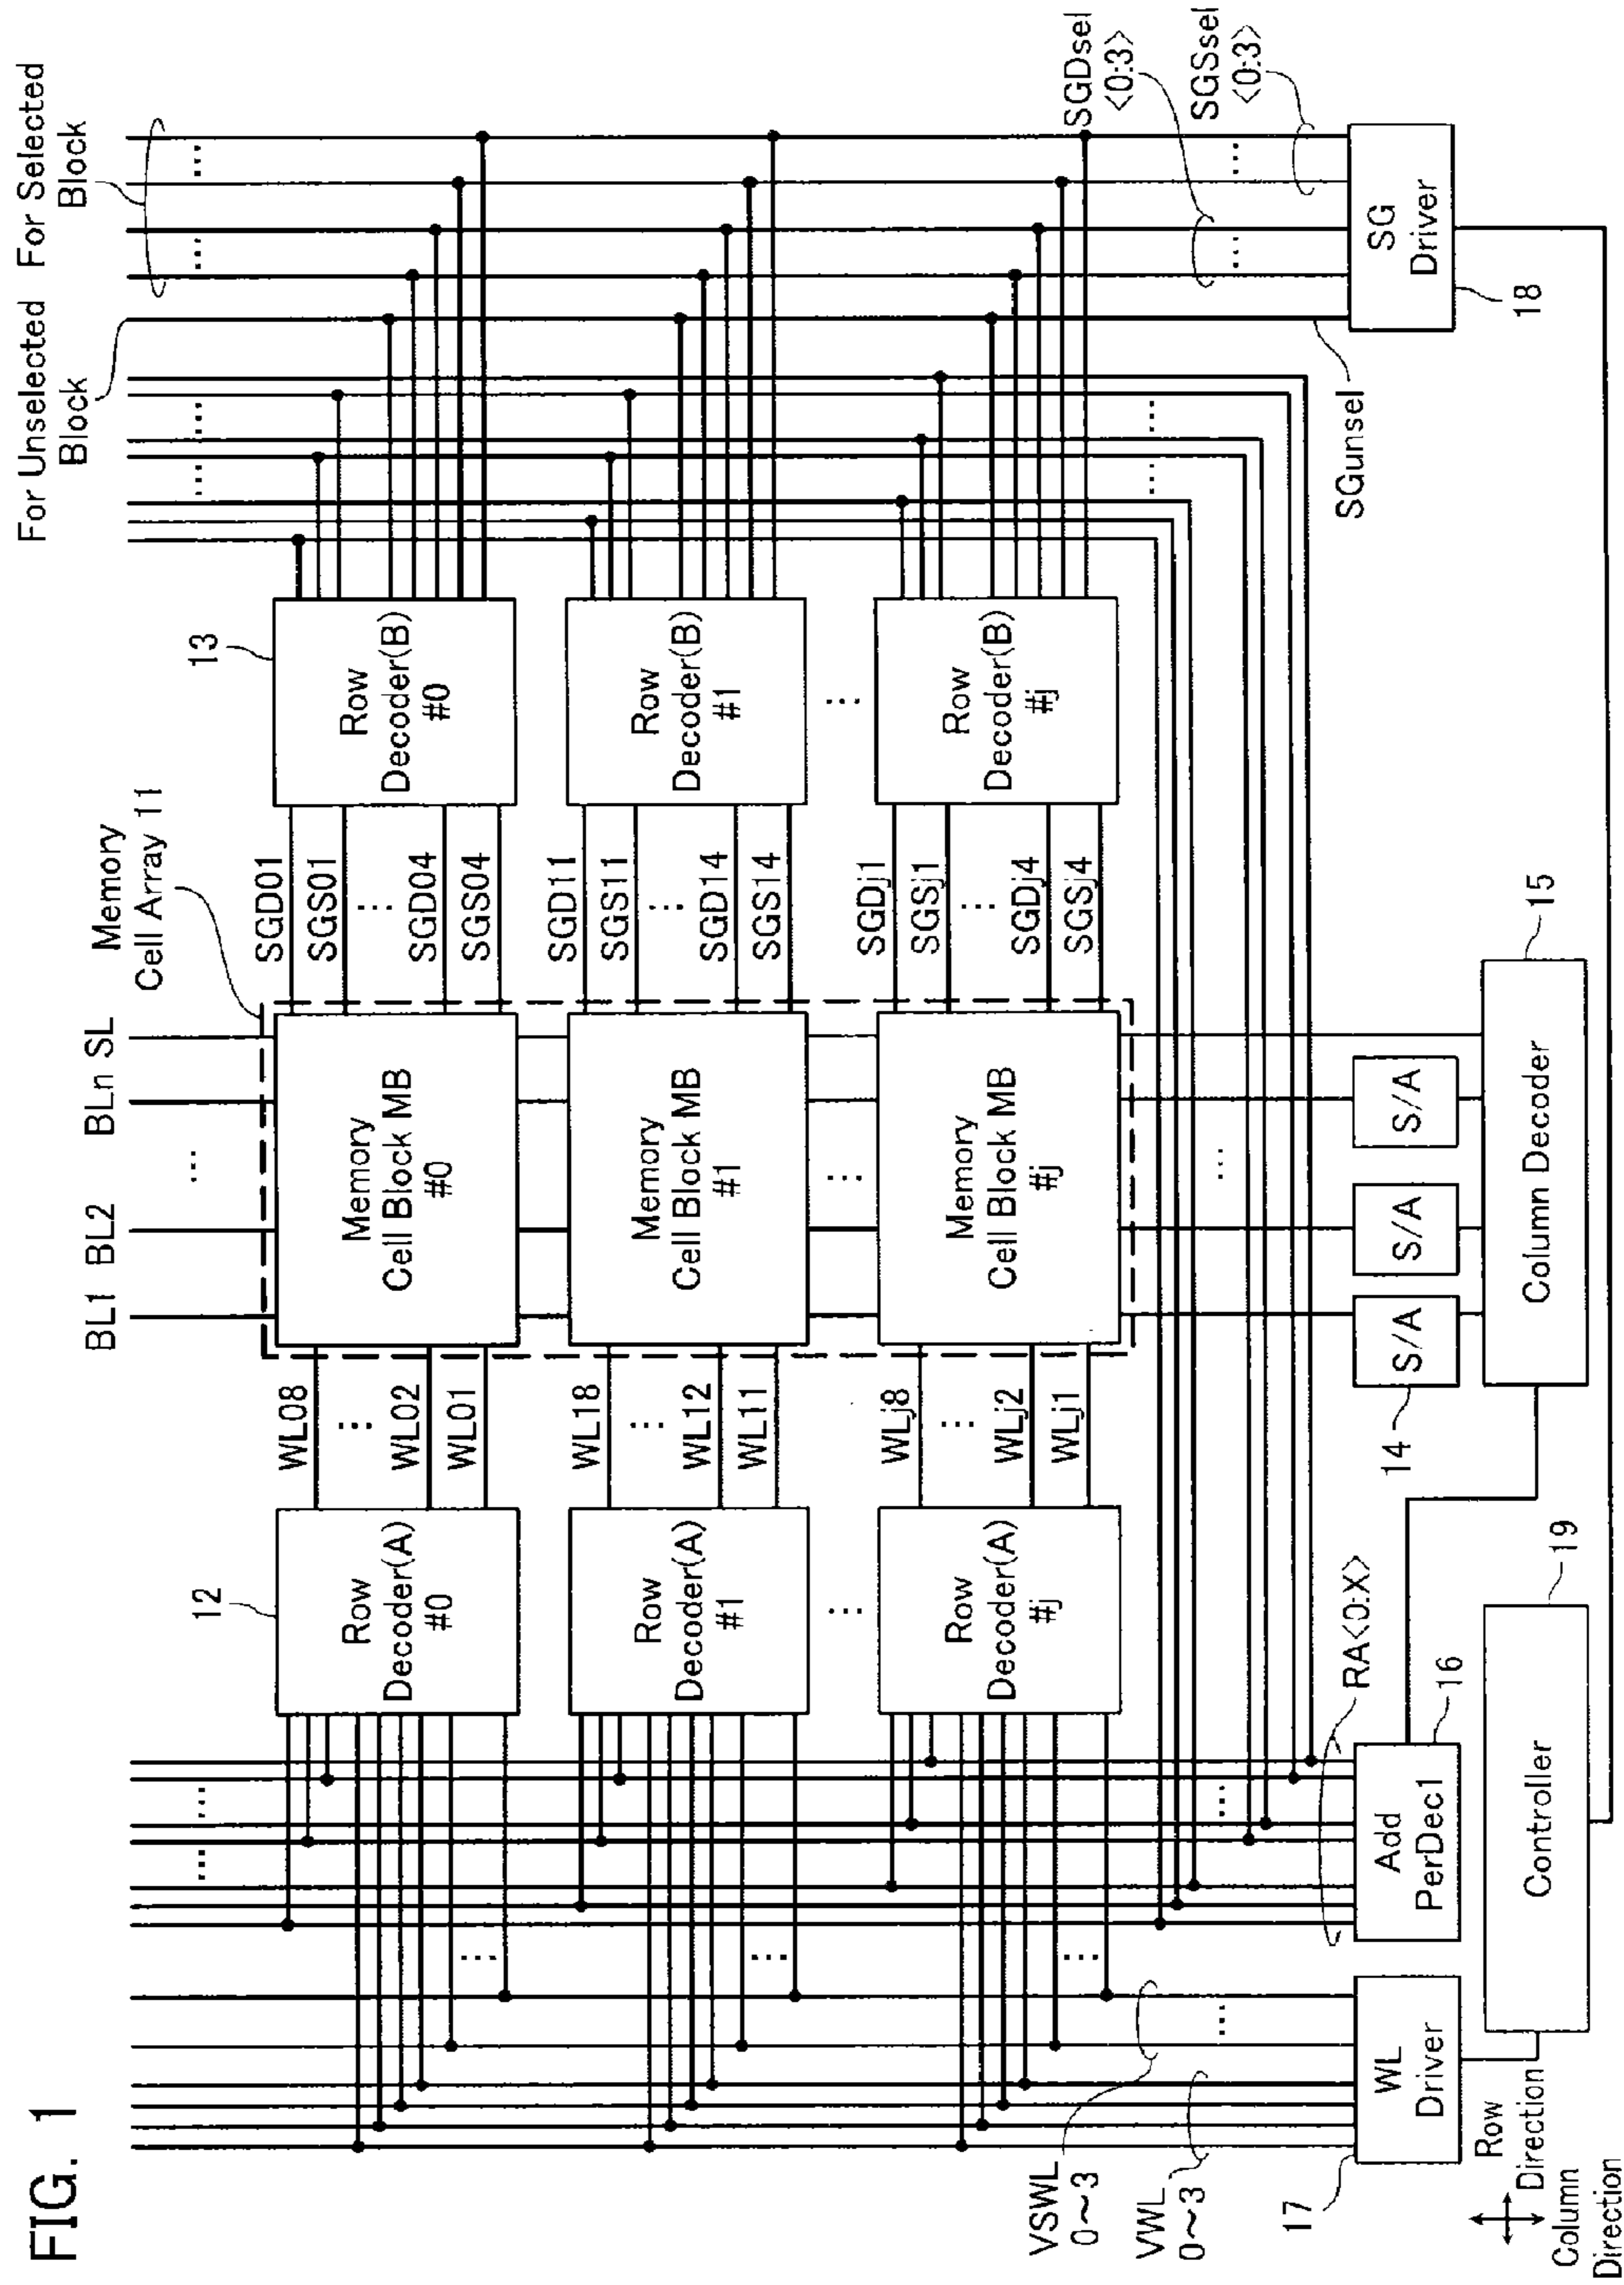 FIG. 1
BL1 BL2 ... BLn SL
For Unselected
Block
For Selected
Block
Memory
Cell Array 11
12
13
Row
Decoder(A)
#0
WL08
...
WL02
WL01
Memory
Cell Block MB
#0
SGD01
SGS01
...
SGD04
SGS04
Row
Decoder(B)
#0
Row
Decoder(A)
#1
WL18
...
WL12
WL11
Memory
Cell Block MB
#1
SGD11
SGS11
...
SGD14
SGS14
Row
Decoder(B)
#1
Row
Decoder(A)
#j
WLj8
...
WLj2
WLj1
Memory
Cell Block MB
#j
SGDj1
SGSj1
...
SGDj4
SGSj4
Row
Decoder(B)
#j
SGDsel
<0:3>
SGSsel
<0:3>
VSWL
0~3
VWL
0~3
RA<0:X>
SGunsel
17
WL
Driver
16
Add
PerDec1
14
S/A
S/A
S/A
15
Column Decoder
18
SG
Driver
19
Controller
Row
Direction
Column
Direction